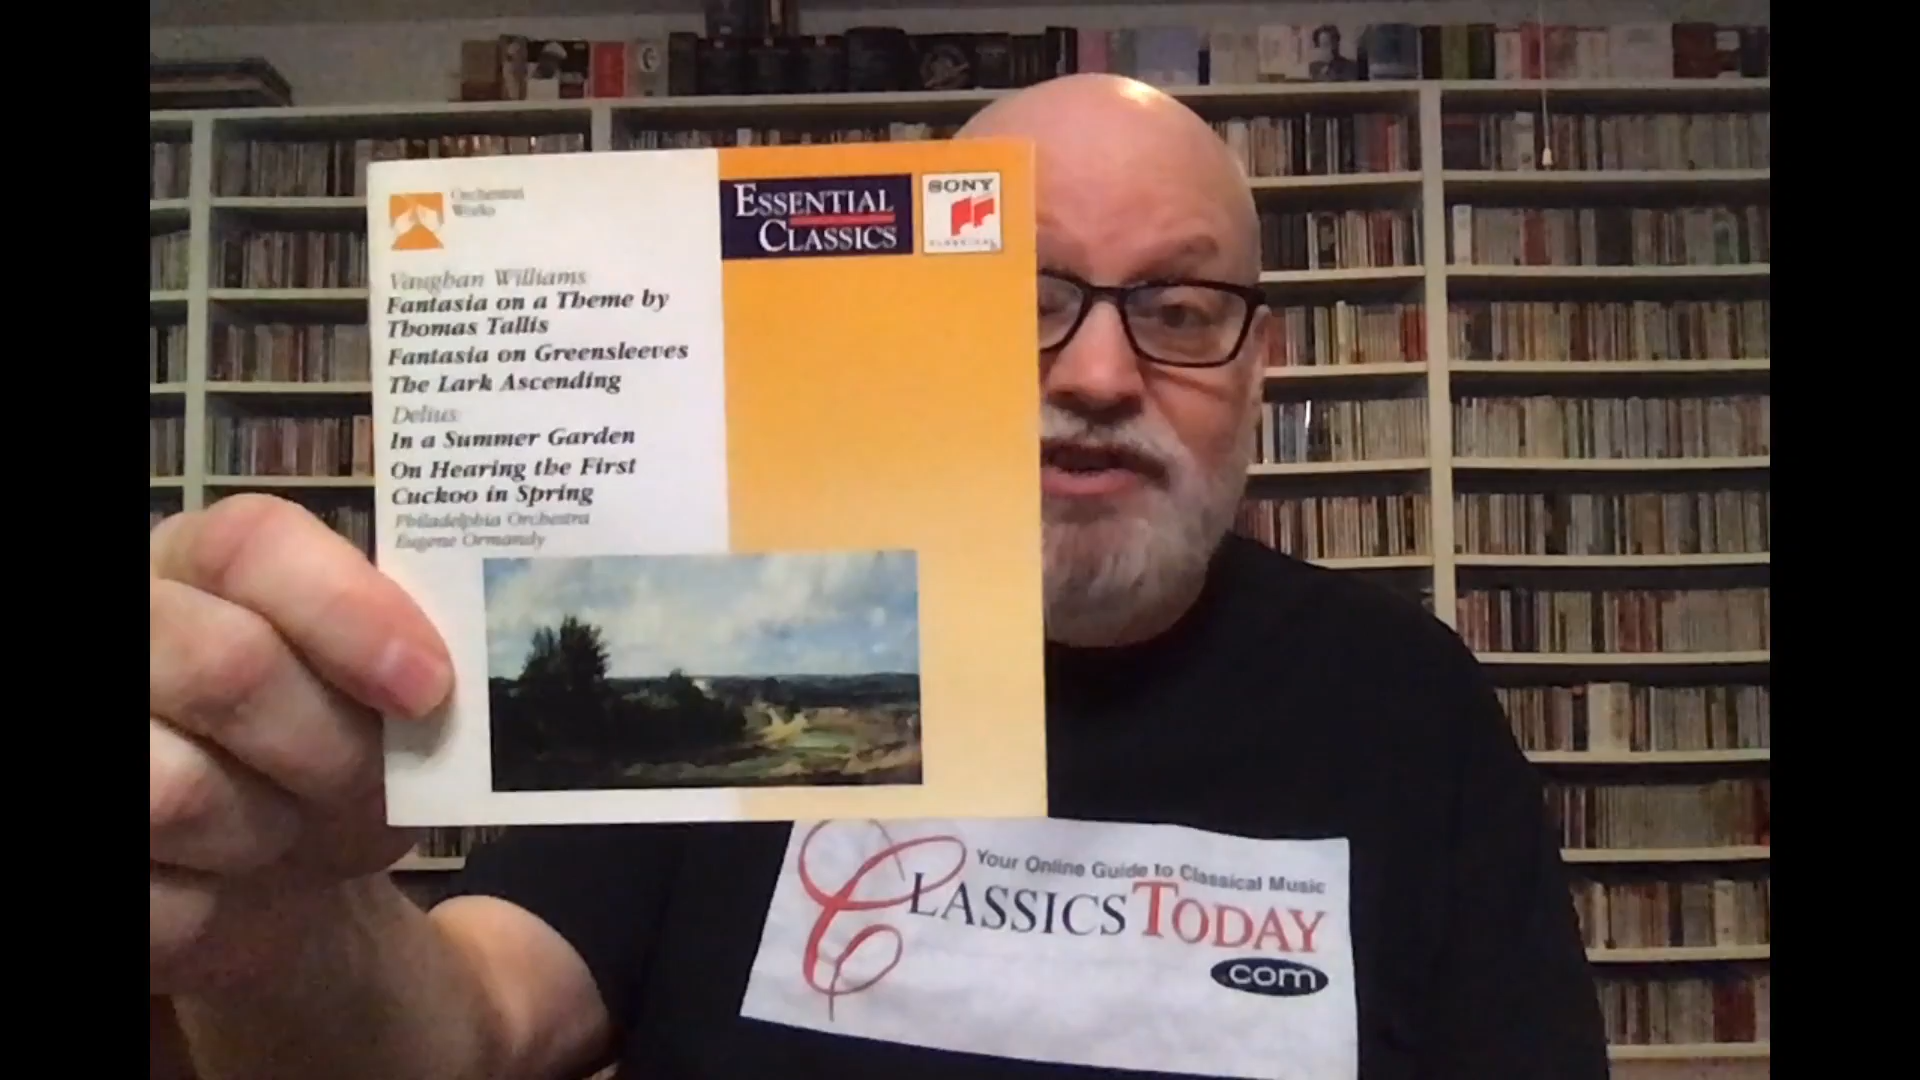 Orchestral
Works
ESSENTIAL
CLASSICS
SONY
CLASSICAL
Vaughan Williams
Fantasia on a Theme by
Thomas Tallis
Fantasia on Greensleeves
The Lark Ascending
Delius
In a Summer Garden
On Hearing the First
Cuckoo in Spring
Philadelphia Orchestra
Eugene Ormandy
Your Online Guide to Classical Music
CLASSICSTODAY
.com